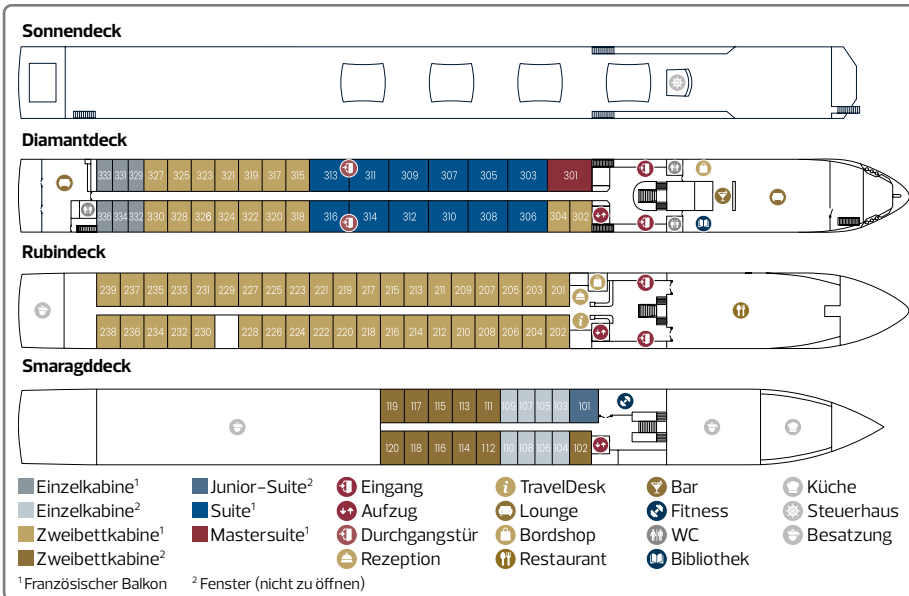 Sonnendeck
Diamantdeck
333 331 329 327 325 323 321 319 317 315 313 311 309 307 305 303 301
336 334 332 330 328 326 324 322 320 318 316 314 312 310 308 306 304 302
Rubindeck
239 237 235 233 231 229 227 225 223 221 219 217 215 213 211 209 207 205 203 201
238 236 234 232 230 228 226 224 222 220 218 216 214 212 210 208 206 204 202
Smaragddeck
119 117 115 113 111 109 107 105 103 101
120 118 116 114 112 110 108 106 104 102
Einzelkabine¹ Junior-Suite² Eingang TravelDesk Bar Küche
Einzelkabine² Suite¹ Aufzug Lounge Fitness Steuerhaus
Zweibettkabine¹ Mastersuite¹ Durchgangstür Bordshop WC Besatzung
Zweibettkabine² Rezeption Restaurant Bibliothek
¹ Französischer Balkon ² Fenster (nicht zu öffnen)